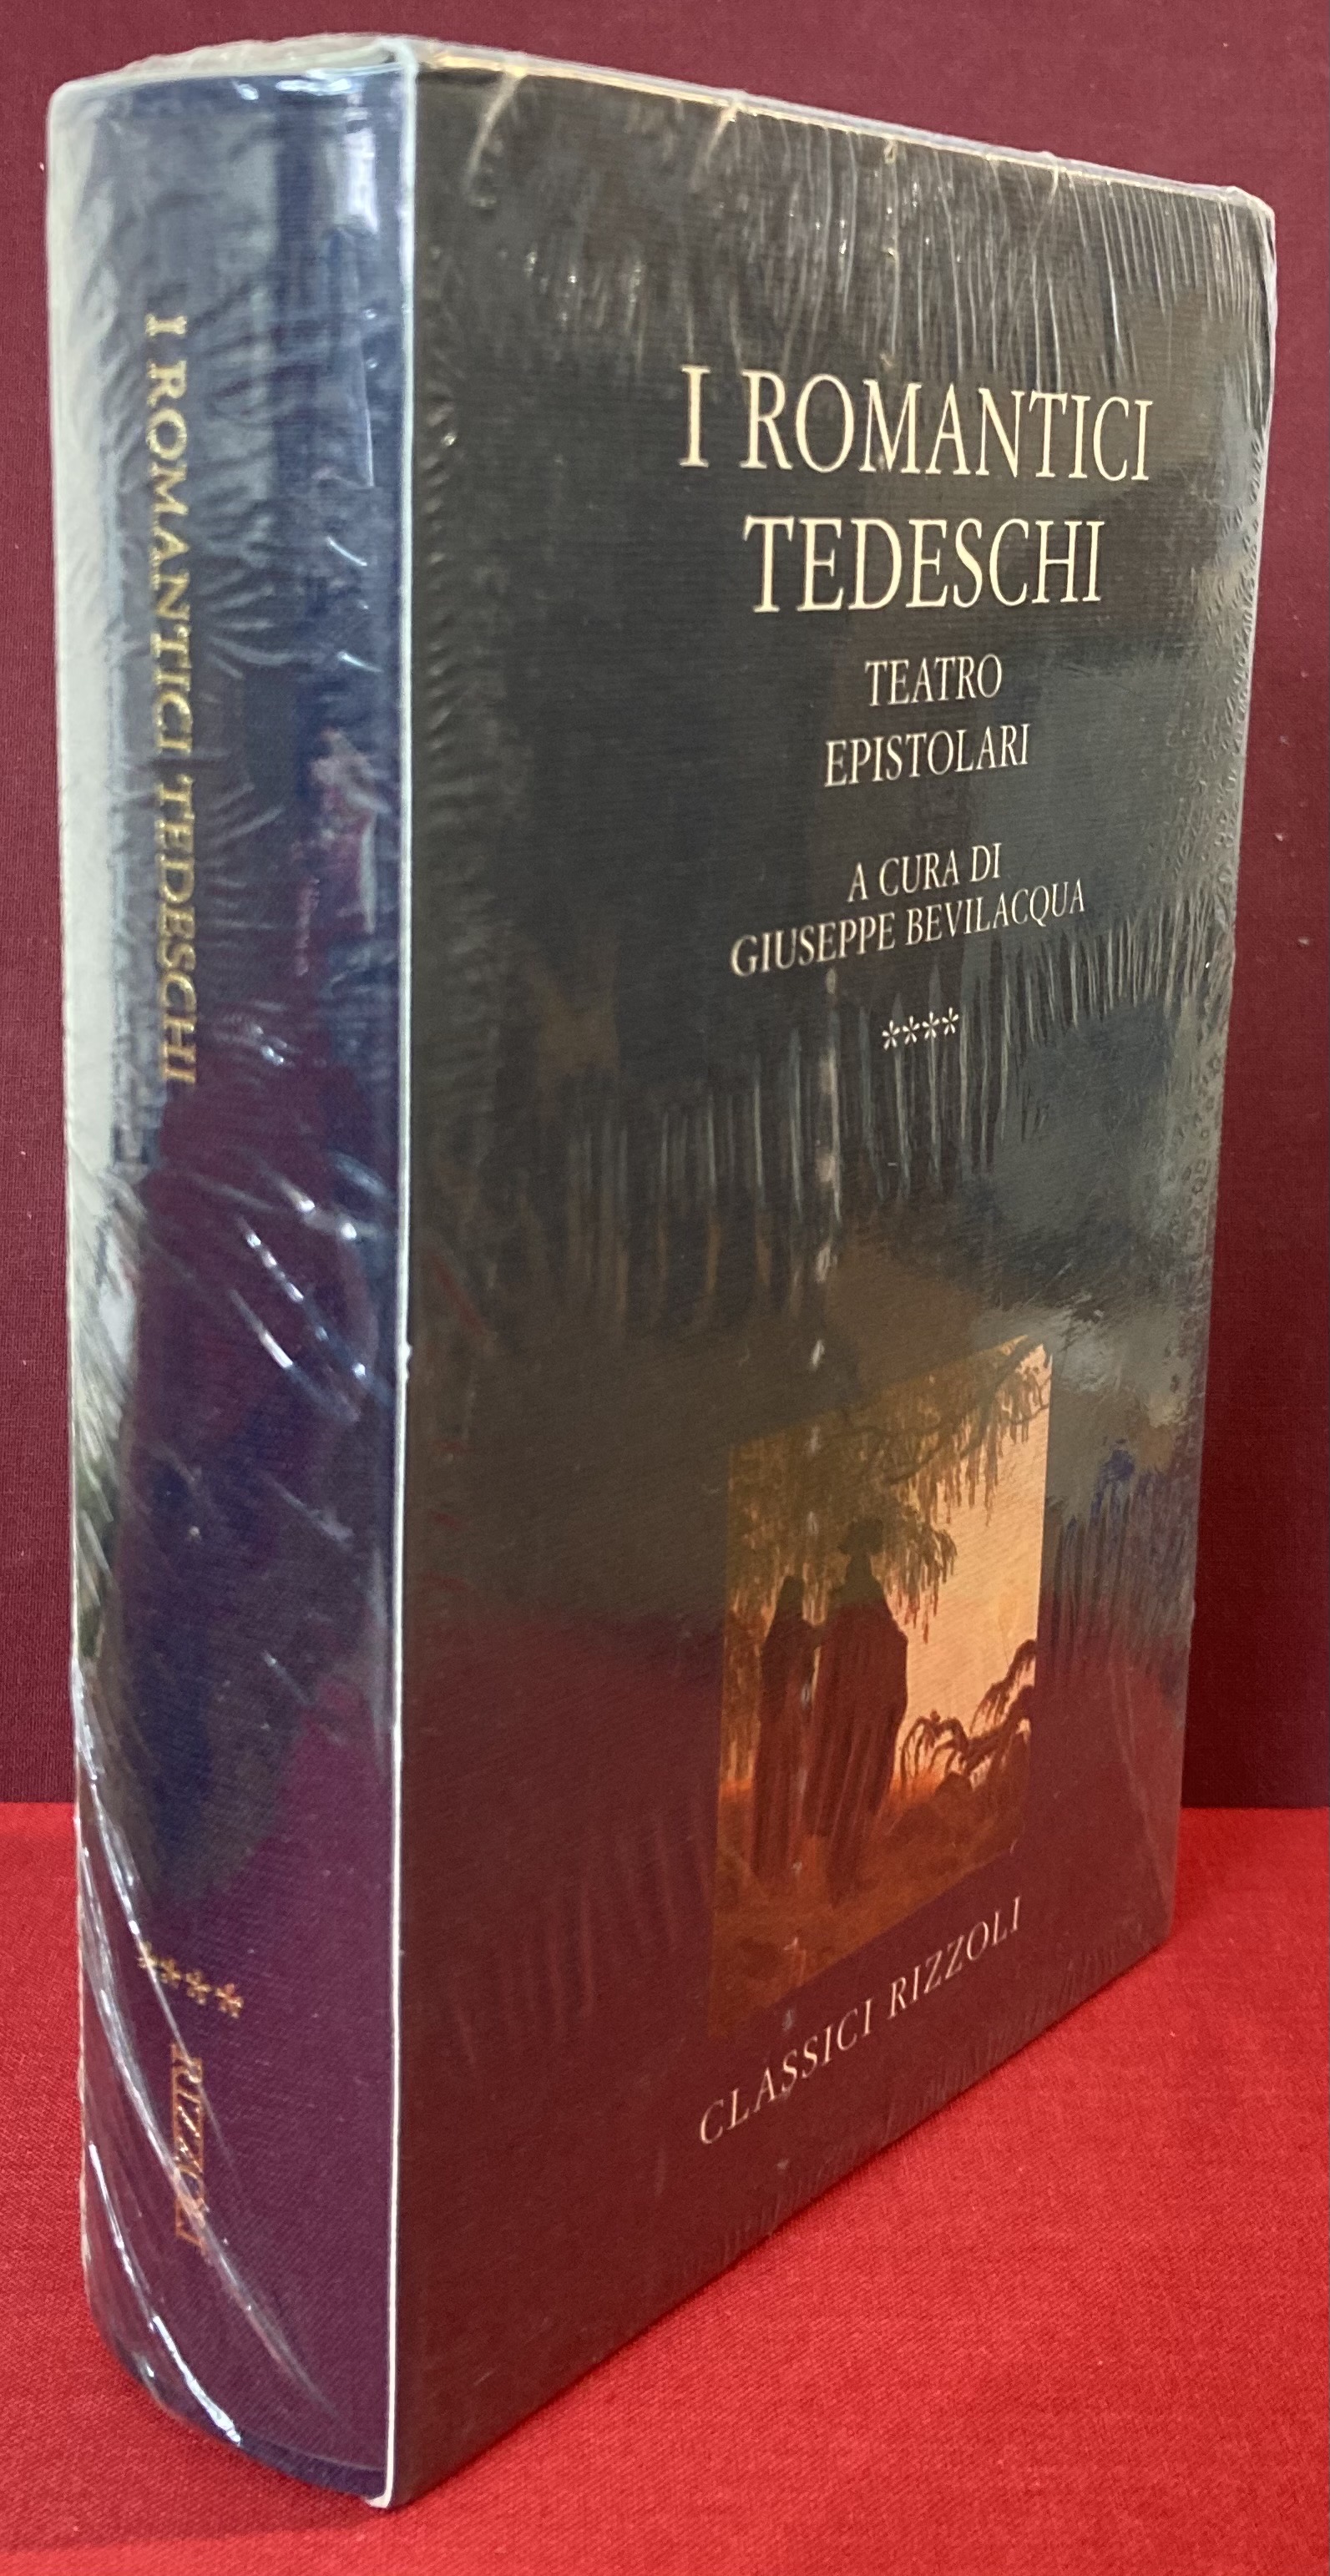 I ROMANTICI TEDESCHI
****
RIZZOLI
I ROMANTICI
TEDESCHI
TEATRO
EPISTOLARI
A CURA DI
GIUSEPPE BEVILACQUA
****
CLASSICI RIZZOLI